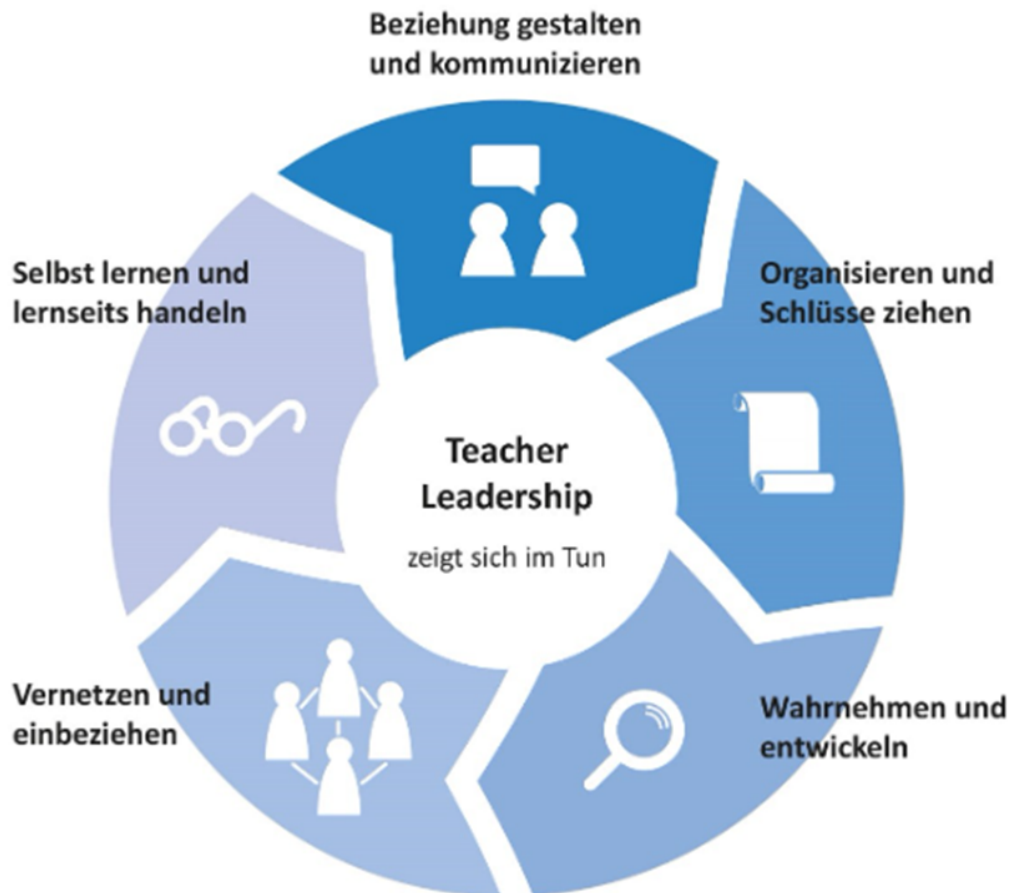 Beziehung gestalten
und kommunizieren
Organisieren und
Schlüsse ziehen
Wahrnehmen und
entwickeln
Vernetzen und
einbeziehen
Selbst lernen und
lernseits handeln
Teacher
Leadership
zeigt sich im Tun